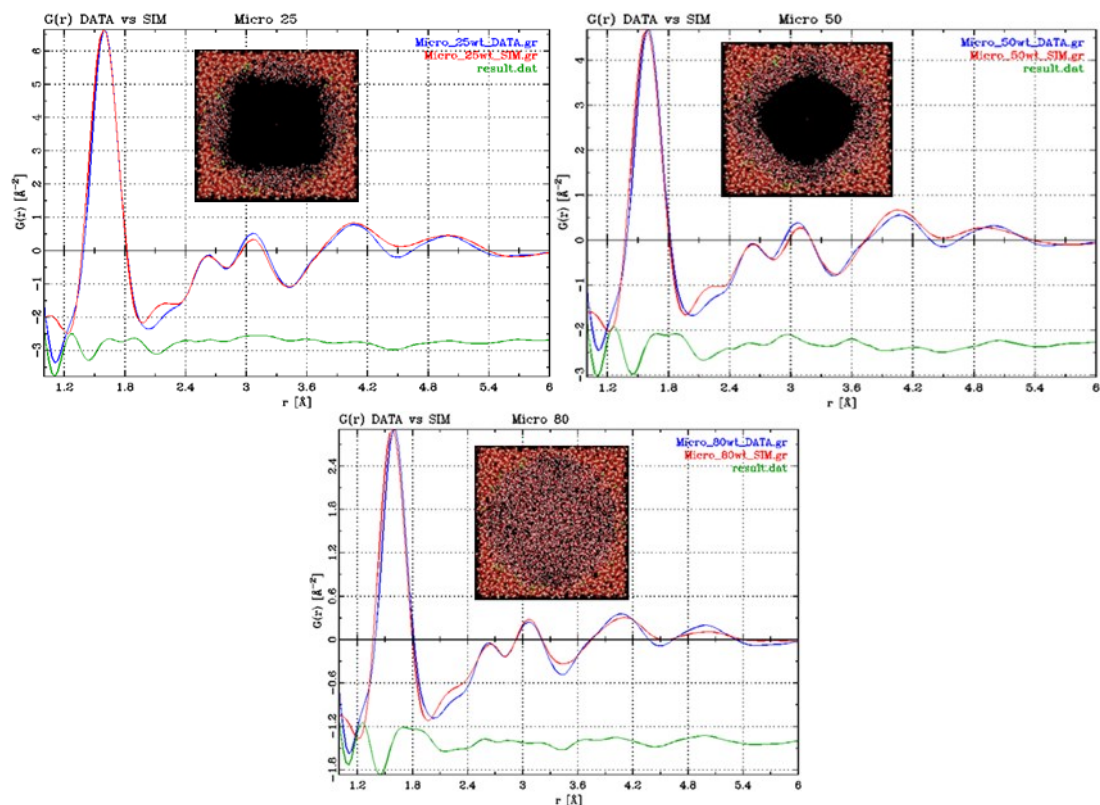 G(r) DATA vs SIM Micro 25
Micro_25wt_DATA.gr
Micro_25wt_SIM.gr
result.dat
G(r) [Å⁻²]
6
5
4
3
2
1
0
-1
-2
-3
1.2 1.8 2.4 3 3.6 4.2 4.8 5.4 6
r [Å]
G(r) DATA vs SIM Micro 50
Micro_50wt_DATA.gr
Micro_50wt_SIM.gr
result.dat
G(r) [Å⁻²]
4
3
2
1
0
-1
-2
-3
1.2 1.8 2.4 3 3.6 4.2 4.8 5.4 6
r [Å]
G(r) DATA vs SIM Micro 80
Micro_80wt_DATA.gr
Micro_80wt_SIM.gr
result.dat
G(r) [Å⁻²]
2.4
1.8
1.2
0.6
0
-0.6
-1.2
-1.8
1.2 1.8 2.4 3 3.6 4.2 4.8 5.4 6
r [Å]